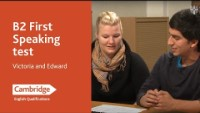 B2 First
Speaking
test
Victoria and Edward
Cambridge
English Qualifications